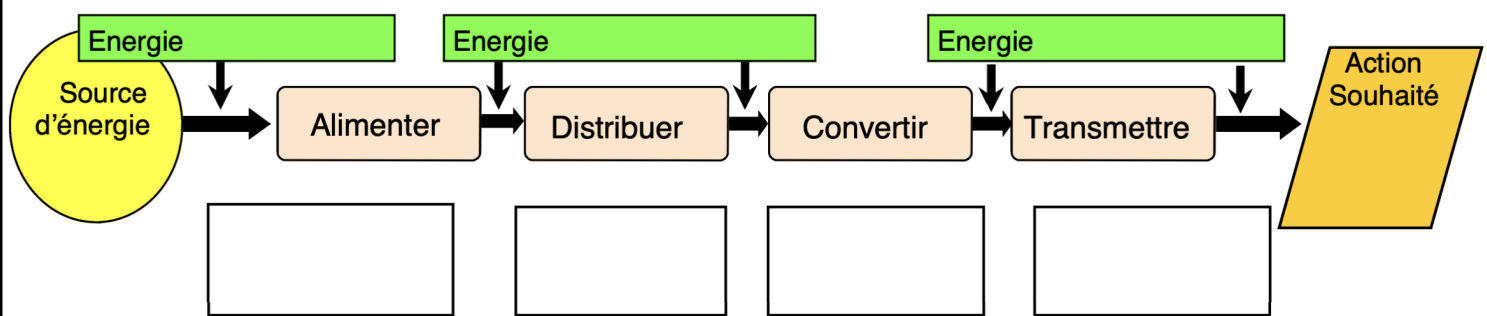 Energie
Energie
Energie
Source
d'énergie
Alimenter
Distribuer
Convertir
Transmettre
Action
Souhaité